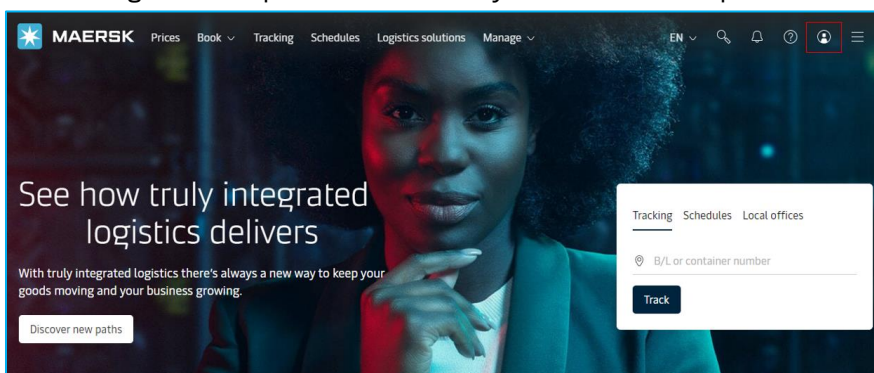 MAERSK Prices Book Tracking Schedules Logistics solutions Manage EN
See how truly integrated
logistics delivers
With truly integrated logistics there's always a new way to keep your
goods moving and your business growing.
Discover new paths
Tracking Schedules Local offices
B/L or container number
Track